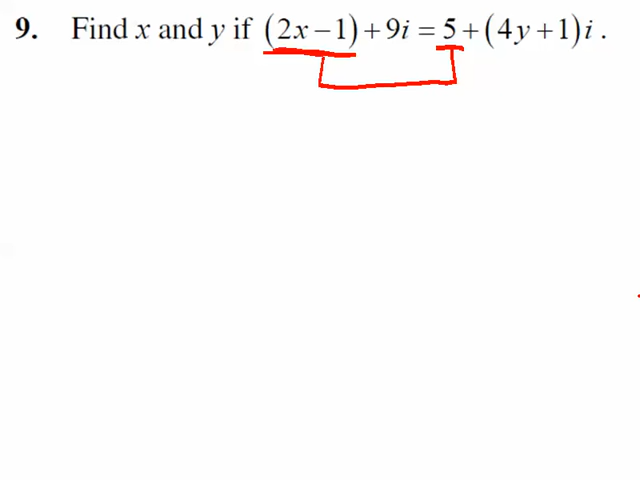 9. Find x and y if (2x − 1) + 9i = 5 + (4y + 1)i .